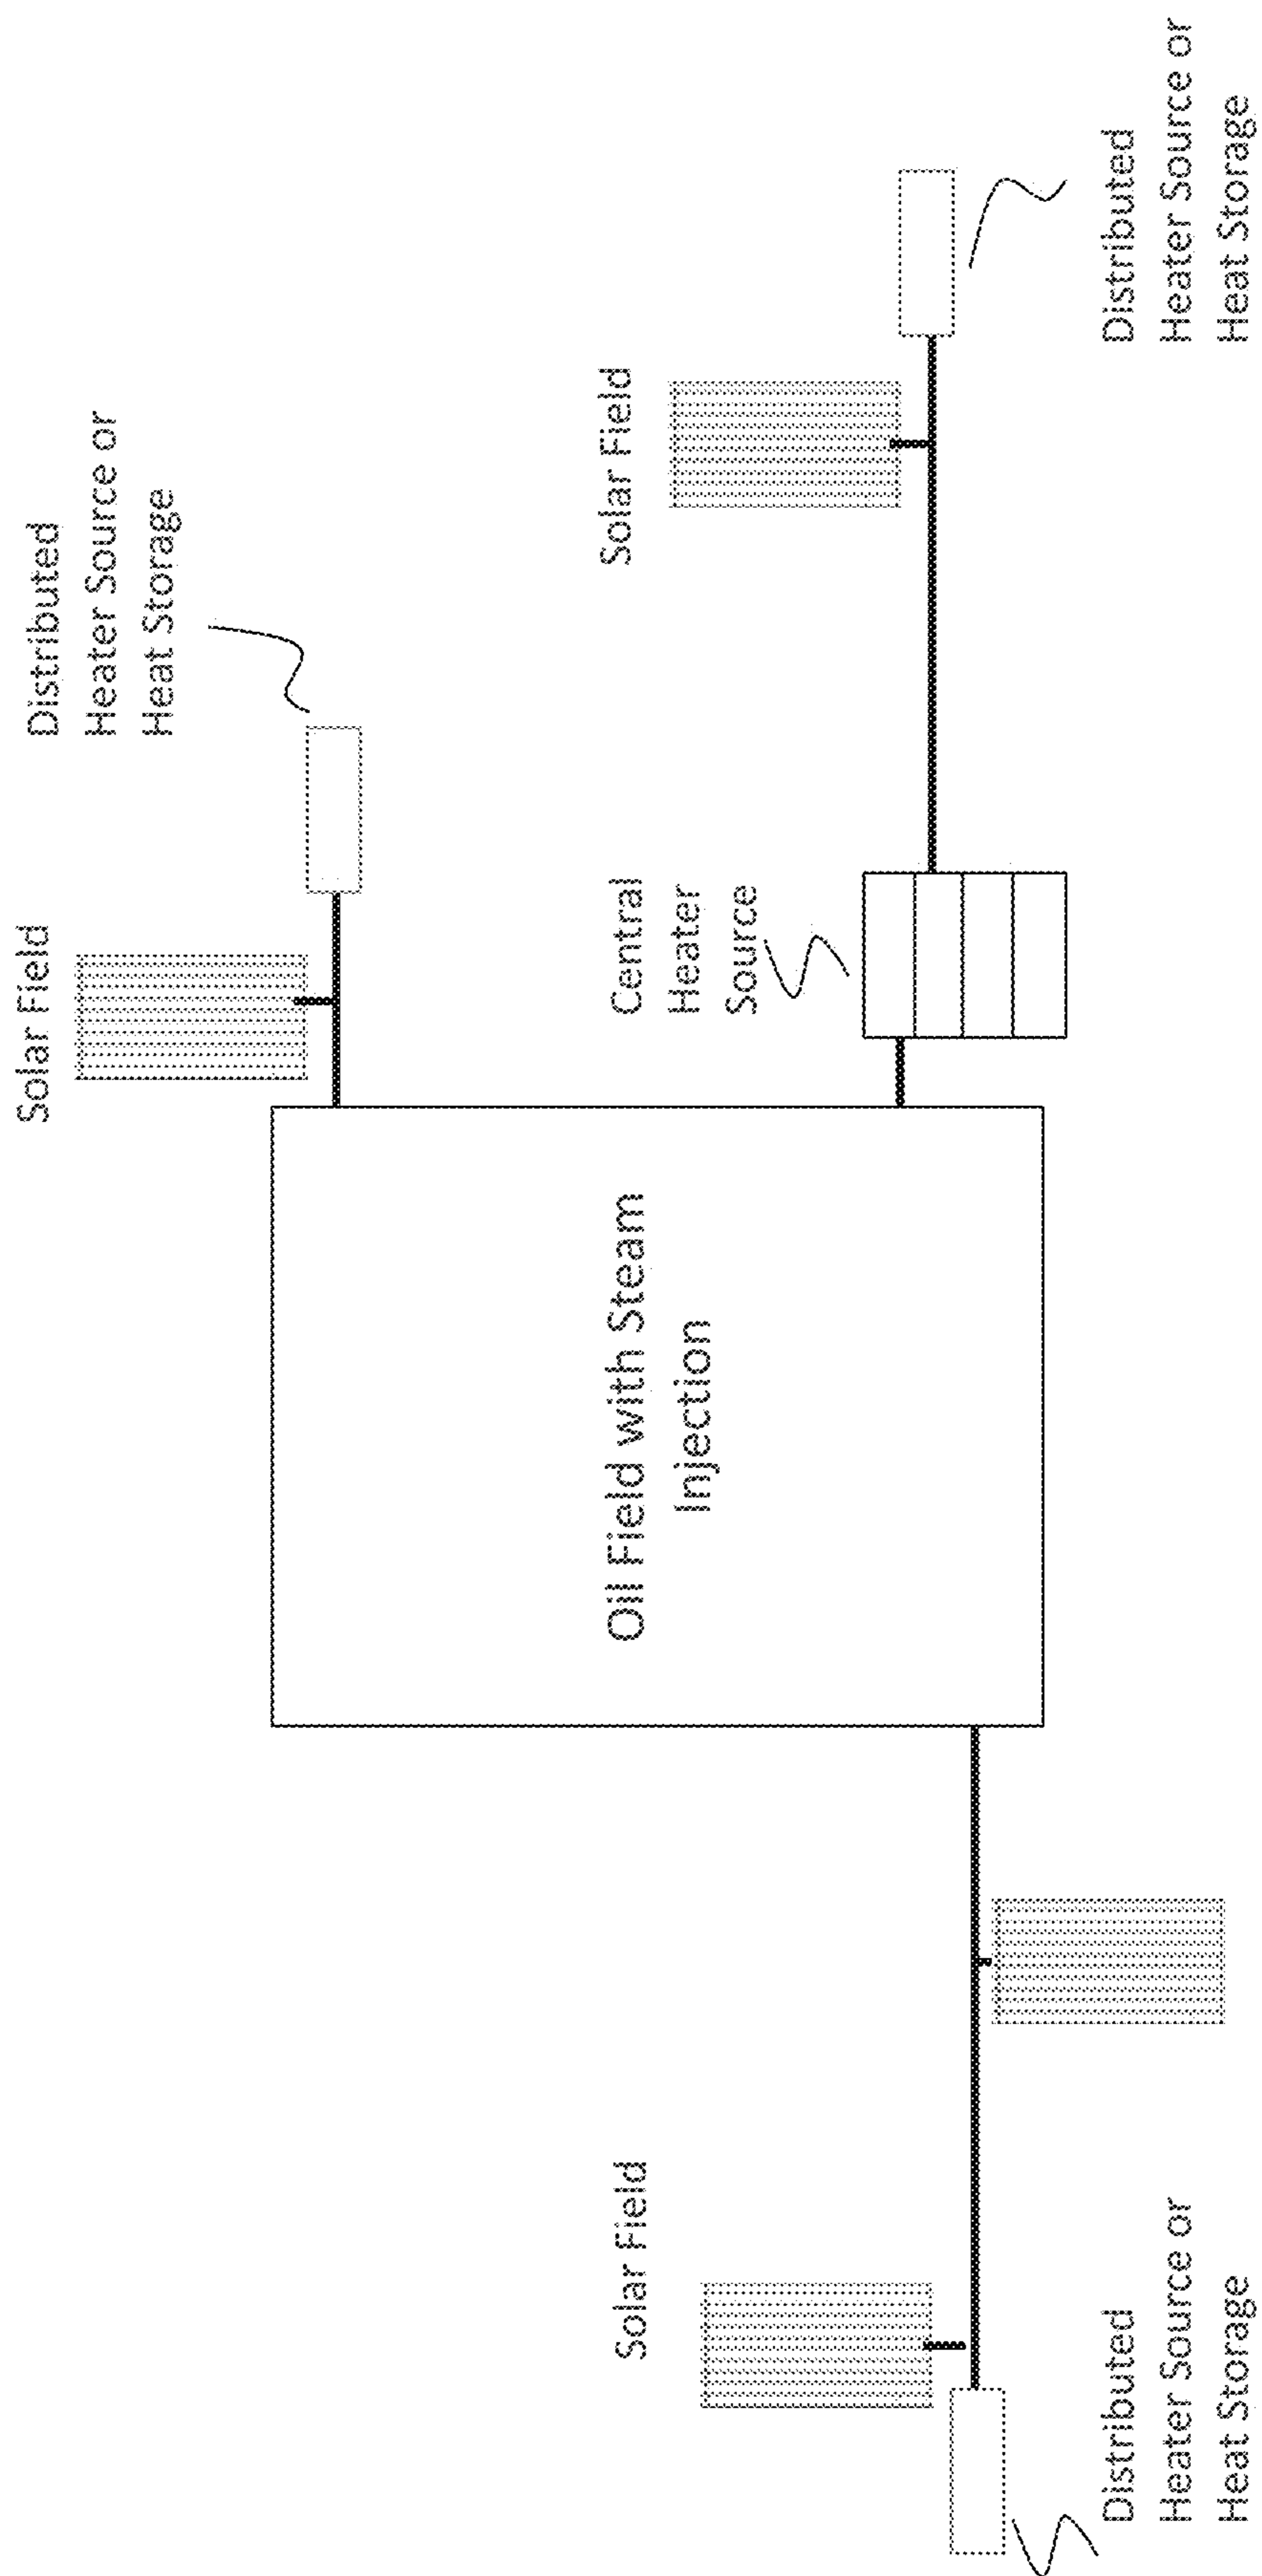 Solar Field
Distributed
Heater Source or
Heat Storage
Oil Field with Steam
Injection
Central
Heater
Source
Solar Field
Solar Field
Distributed
Heater Source or
Heat Storage
Distributed
Heater Source or
Heat Storage